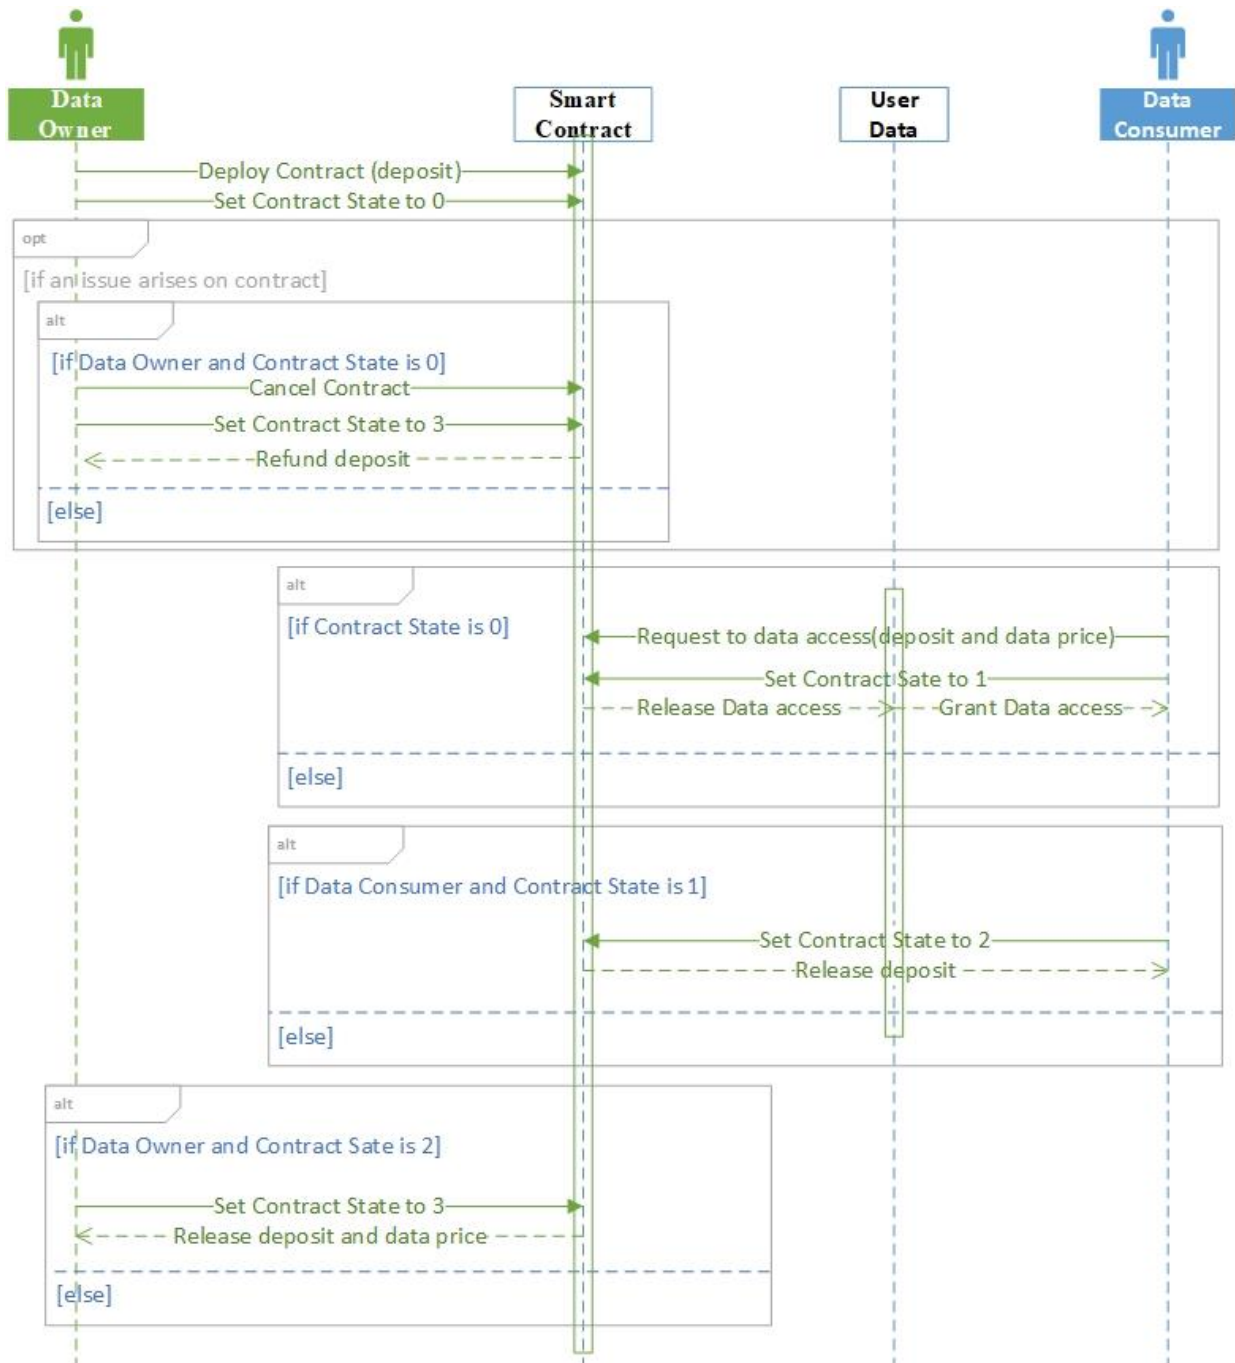 Data
Owner
Smart
Contract
User
Data
Data
Consumer
Deploy Contract (deposit)
Set Contract State to 0
opt
[if an issue arises on contract]
alt
[if Data Owner and Contract State is 0]
Cancel Contract
Set Contract State to 3
Refund deposit
[else]
alt
[if Contract State is 0]
Request to data access(deposit and data price)
Set Contract Sate to 1
Release Data access
Grant Data access
[else]
alt
[if Data Consumer and Contract State is 1]
Set Contract State to 2
Release deposit
[else]
alt
[if Data Owner and Contract Sate is 2]
Set Contract State to 3
Release deposit and data price
[else]